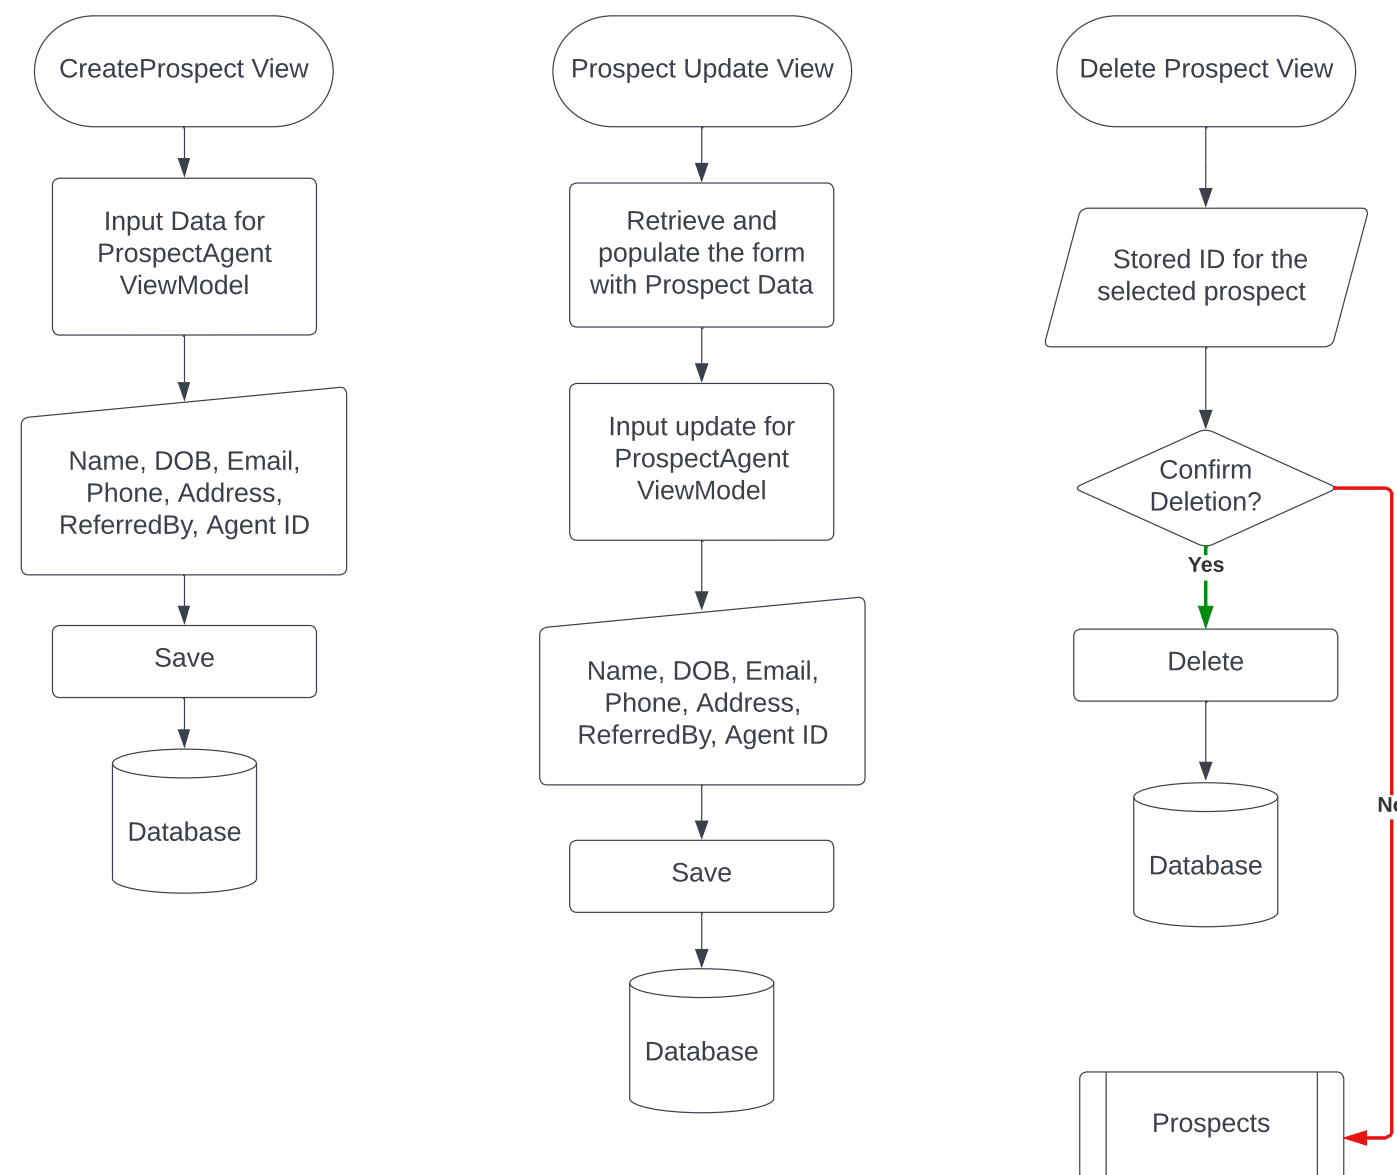 CreateProspect View
Input Data for
ProspectAgent
ViewModel
Name, DOB, Email,
Phone, Address,
ReferredBy, Agent ID
Save
Database
Prospect Update View
Retrieve and
populate the form
with Prospect Data
Input update for
ProspectAgent
ViewModel
Name, DOB, Email,
Phone, Address,
ReferredBy, Agent ID
Save
Database
Delete Prospect View
Stored ID for the
selected prospect
Confirm
Deletion?
Yes
Delete
No
Database
Prospects